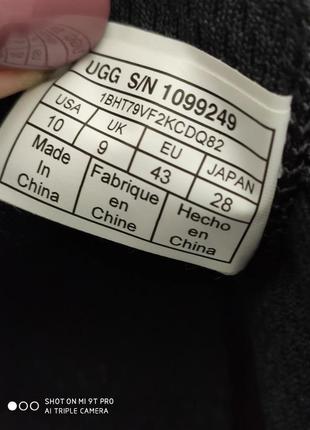 UGG S/N 1099249
1BHT79VF2KCDQ82
USA UK EU JAPAN
10 9 43 28
Made In China
Fabrique en Chine
Hecho en China
SHOT ON MI 9T PRO
AI TRIPLE CAMERA